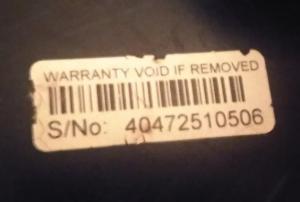 WARRANTY VOID IF REMOVED
S/No: 40472510506